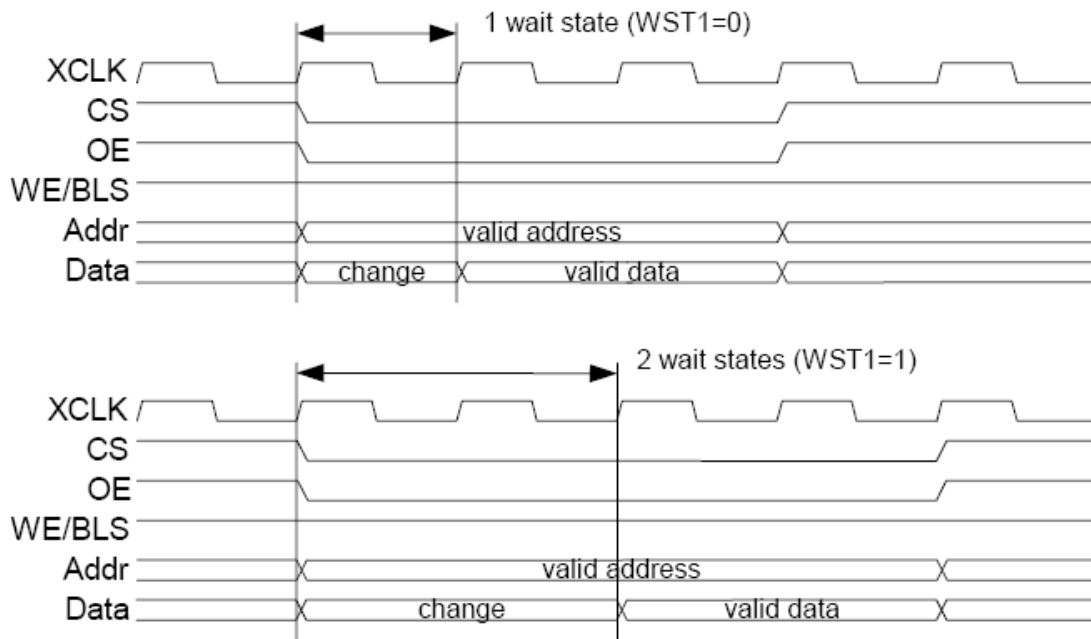 1 wait state (WST1=0)
XCLK
CS
OE
WE/BLS
Addr valid address
Data change valid data
2 wait states (WST1=1)
XCLK
CS
OE
WE/BLS
Addr valid address
Data change valid data